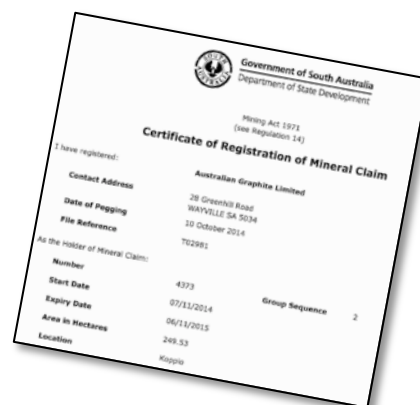 SOUTH AUSTRALIA
Government of South Australia
Department of State Development
Mining Act 1971
(see Regulation 14)
Certificate of Registration of Mineral Claim
I have registered:
Australian Graphite Limited
Contact Address
28 Greenhill Road
WAYVILLE SA 5034
Date of Pegging
10 October 2014
File Reference
T02981
As the Holder of Mineral Claim:
Number
4373
Group Sequence
2
Start Date
07/11/2014
Expiry Date
06/11/2015
Area in Hectares
249.53
Location
Koppio